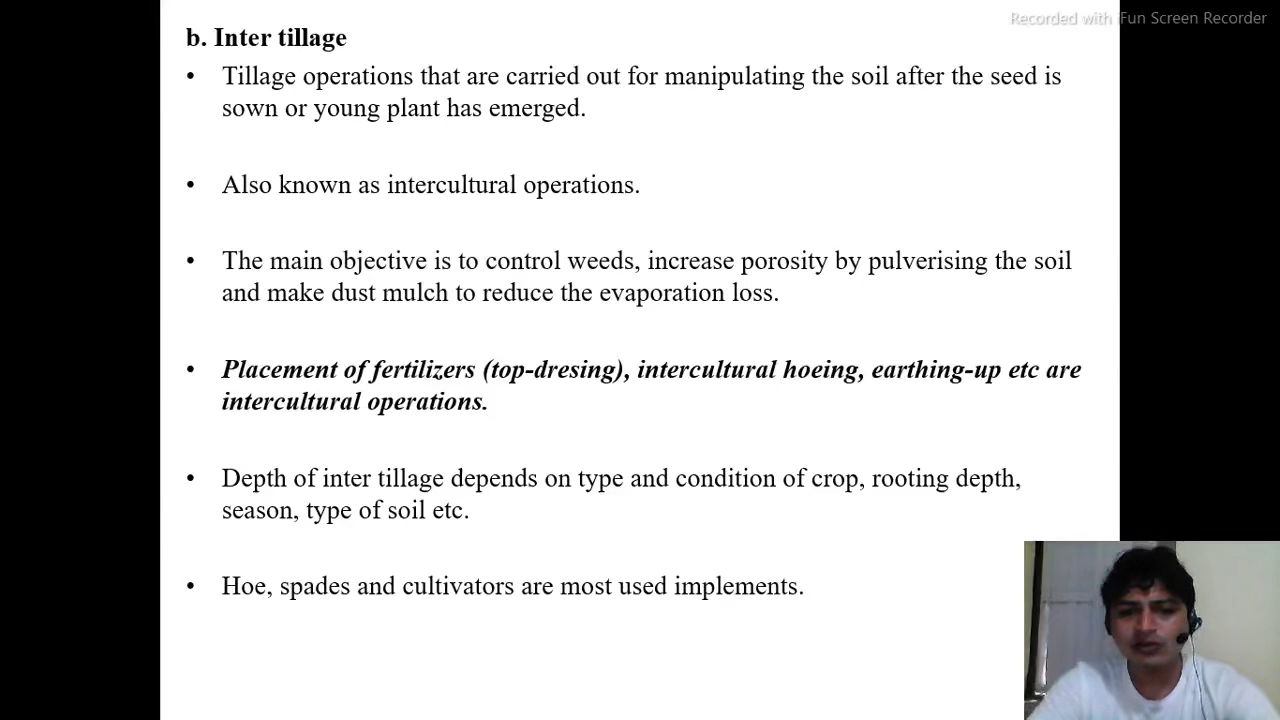 Recorded with iFun Screen Recorder
b. Inter tillage
• Tillage operations that are carried out for manipulating the soil after the seed is
sown or young plant has emerged.
• Also known as intercultural operations.
• The main objective is to control weeds, increase porosity by pulverising the soil
and make dust mulch to reduce the evaporation loss.
• Placement of fertilizers (top-dresing), intercultural hoeing, earthing-up etc are
intercultural operations.
• Depth of inter tillage depends on type and condition of crop, rooting depth,
season, type of soil etc.
• Hoe, spades and cultivators are most used implements.